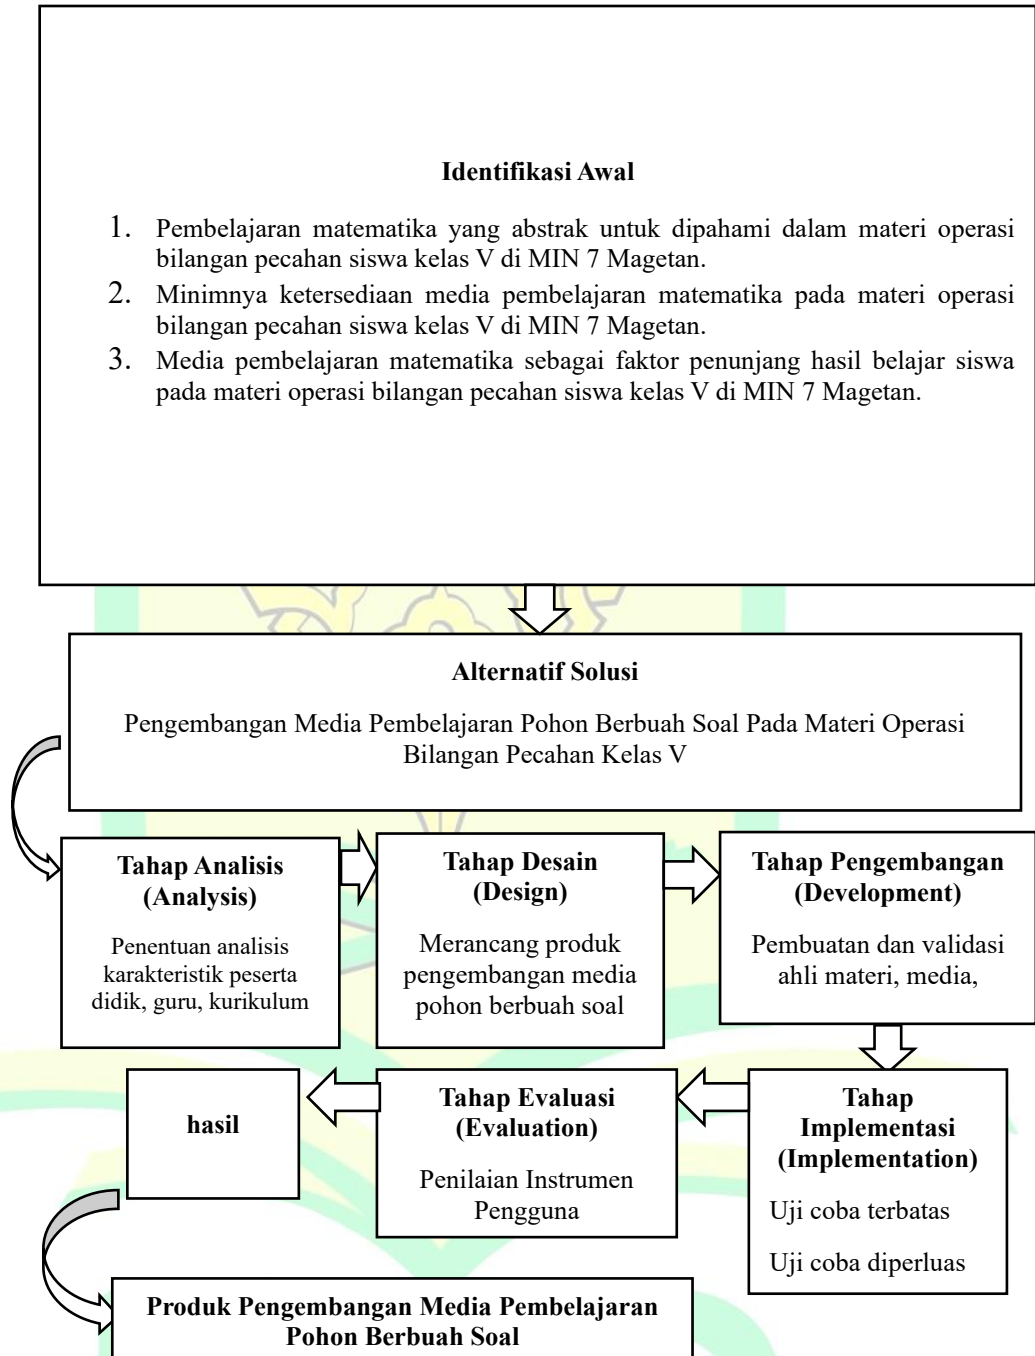 Identifikasi Awal
1. Pembelajaran matematika yang abstrak untuk dipahami dalam materi operasi
bilangan pecahan siswa kelas V di MIN 7 Magetan.
2. Minimnya ketersediaan media pembelajaran matematika pada materi operasi
bilangan pecahan siswa kelas V di MIN 7 Magetan.
3. Media pembelajaran matematika sebagai faktor penunjang hasil belajar siswa
pada materi operasi bilangan pecahan siswa kelas V di MIN 7 Magetan.
Alternatif Solusi
Pengembangan Media Pembelajaran Pohon Berbuah Soal Pada Materi Operasi
Bilangan Pecahan Kelas V
Tahap Analisis
(Analysis)
Penentuan analisis
karakteristik peserta
didik, guru, kurikulum
Tahap Desain
(Design)
Merancang produk
pengembangan media
pohon berbuah soal
Tahap Pengembangan
(Development)
Pembuatan dan validasi
ahli materi, media,
Tahap
Implementasi
(Implementation)
Uji coba terbatas
Uji coba diperluas
Tahap Evaluasi
(Evaluation)
Penilaian Instrumen
Pengguna
hasil
Produk Pengembangan Media Pembelajaran
Pohon Berbuah Soal